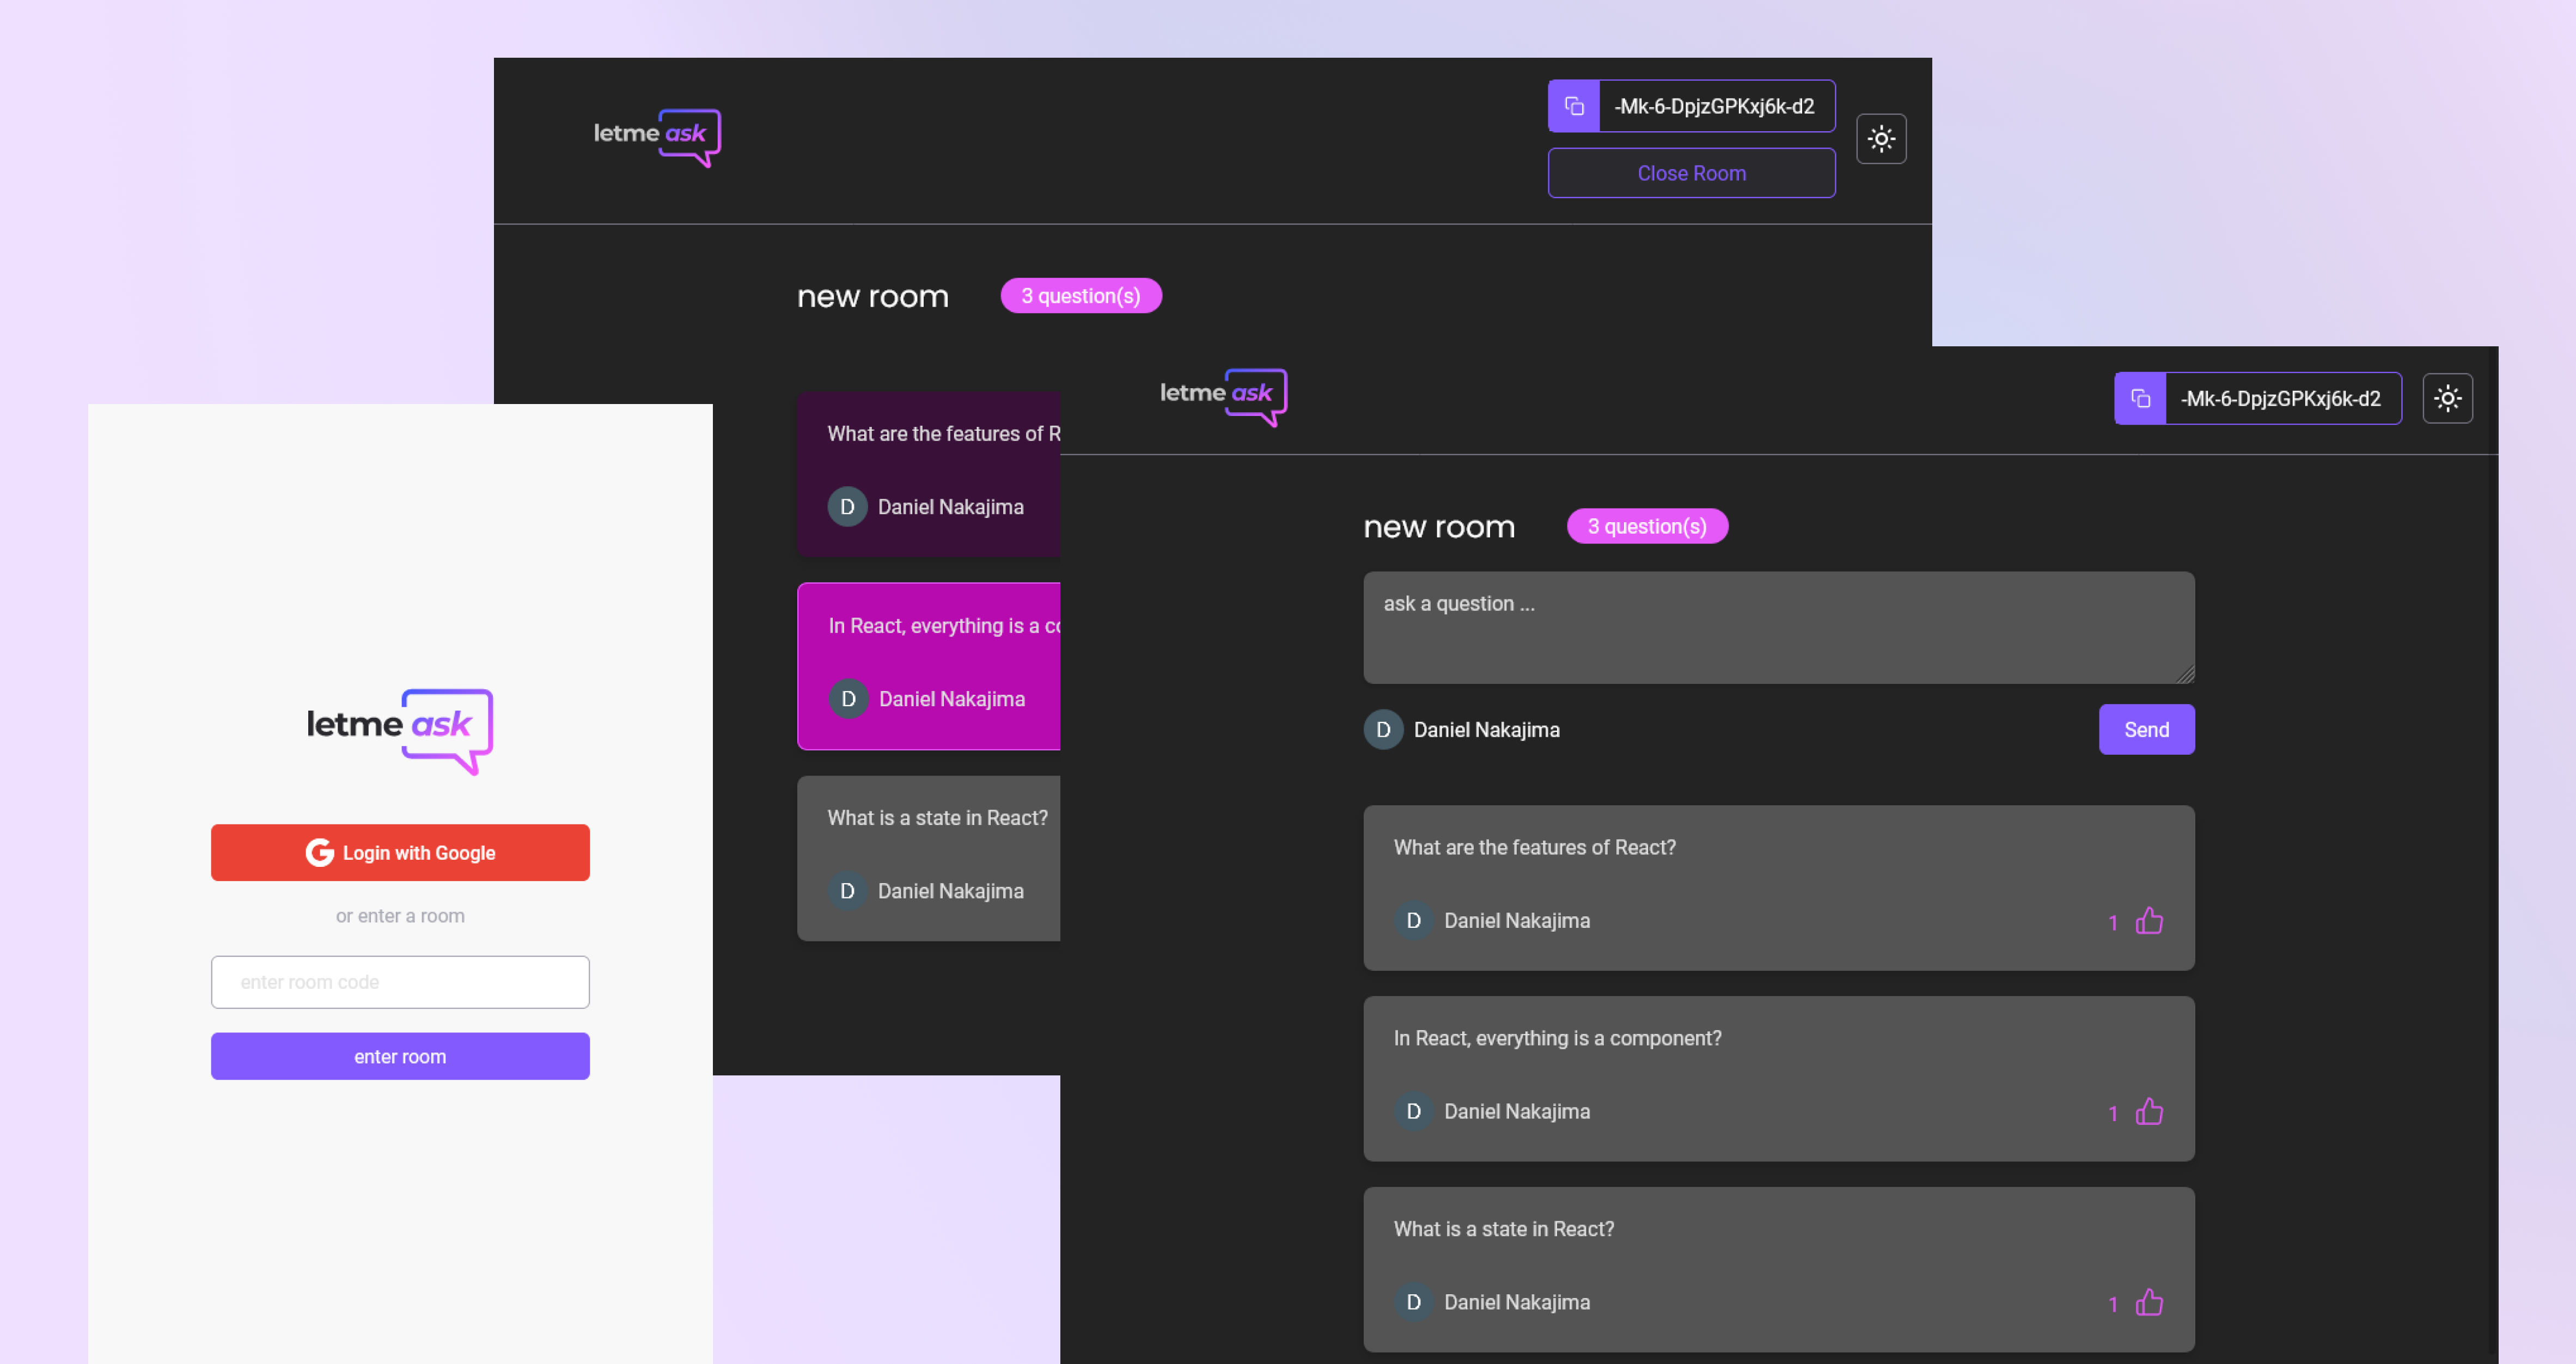 letme ask
-Mk-6-DpjzGPKxj6k-d2
Close Room
new room
3 question(s)
What are the features of R
D Daniel Nakajima
In React, everything is a co
D Daniel Nakajima
What is a state in React?
D Daniel Nakajima
letme ask
Login with Google
or enter a room
enter room code
enter room
letme ask
-Mk-6-DpjzGPKxj6k-d2
new room
3 question(s)
ask a question ...
D Daniel Nakajima
Send
What are the features of React?
D Daniel Nakajima
1
In React, everything is a component?
D Daniel Nakajima
1
What is a state in React?
D Daniel Nakajima
1